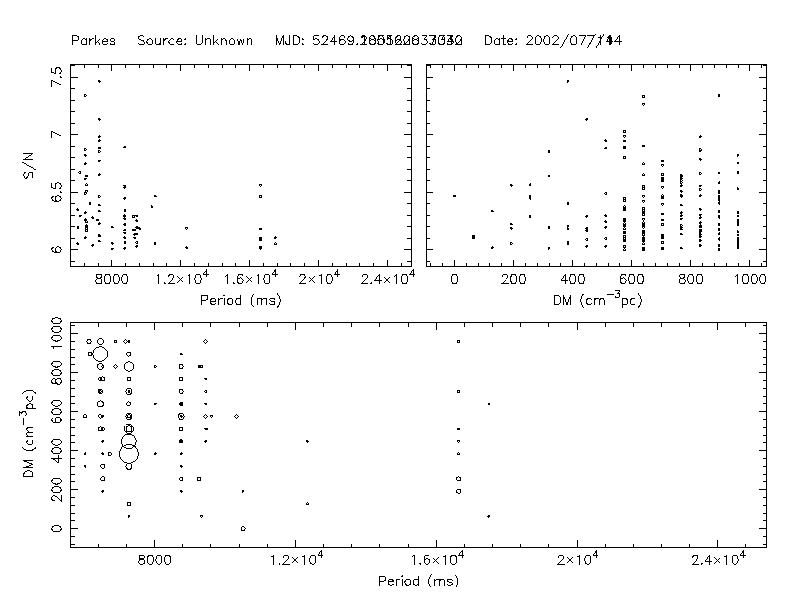 Parkes Source: Unknown MJD: Date:
7.5
7
6.5
6
S/N
8000 1.2×10⁴ 1.6×10⁴ 2×10⁴ 2.4×10⁴
Period (ms)
0 200 400 600 800 1000
DM (cm⁻³pc)
1000
800
600
400
200
0
DM (cm⁻³pc)
8000 1.2×10⁴ 1.6×10⁴ 2×10⁴ 2.4×10⁴
Period (ms)